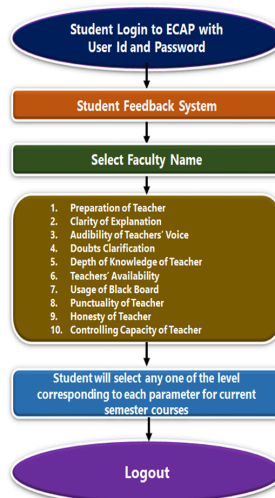 Student Login to ECAP with
User Id and Password
Student Feedback System
Select Faculty Name
1. Preparation of Teacher
2. Clarity of Explanation
3. Audibility of Teachers' Voice
4. Doubts Clarification
5. Depth of Knowledge of Teacher
6. Teachers' Availability
7. Usage of Black Board
8. Punctuality of Teacher
9. Honesty of Teacher
10. Controlling Capacity of Teacher
Student will select any one of the level
corresponding to each parameter for current
semester courses
Logout